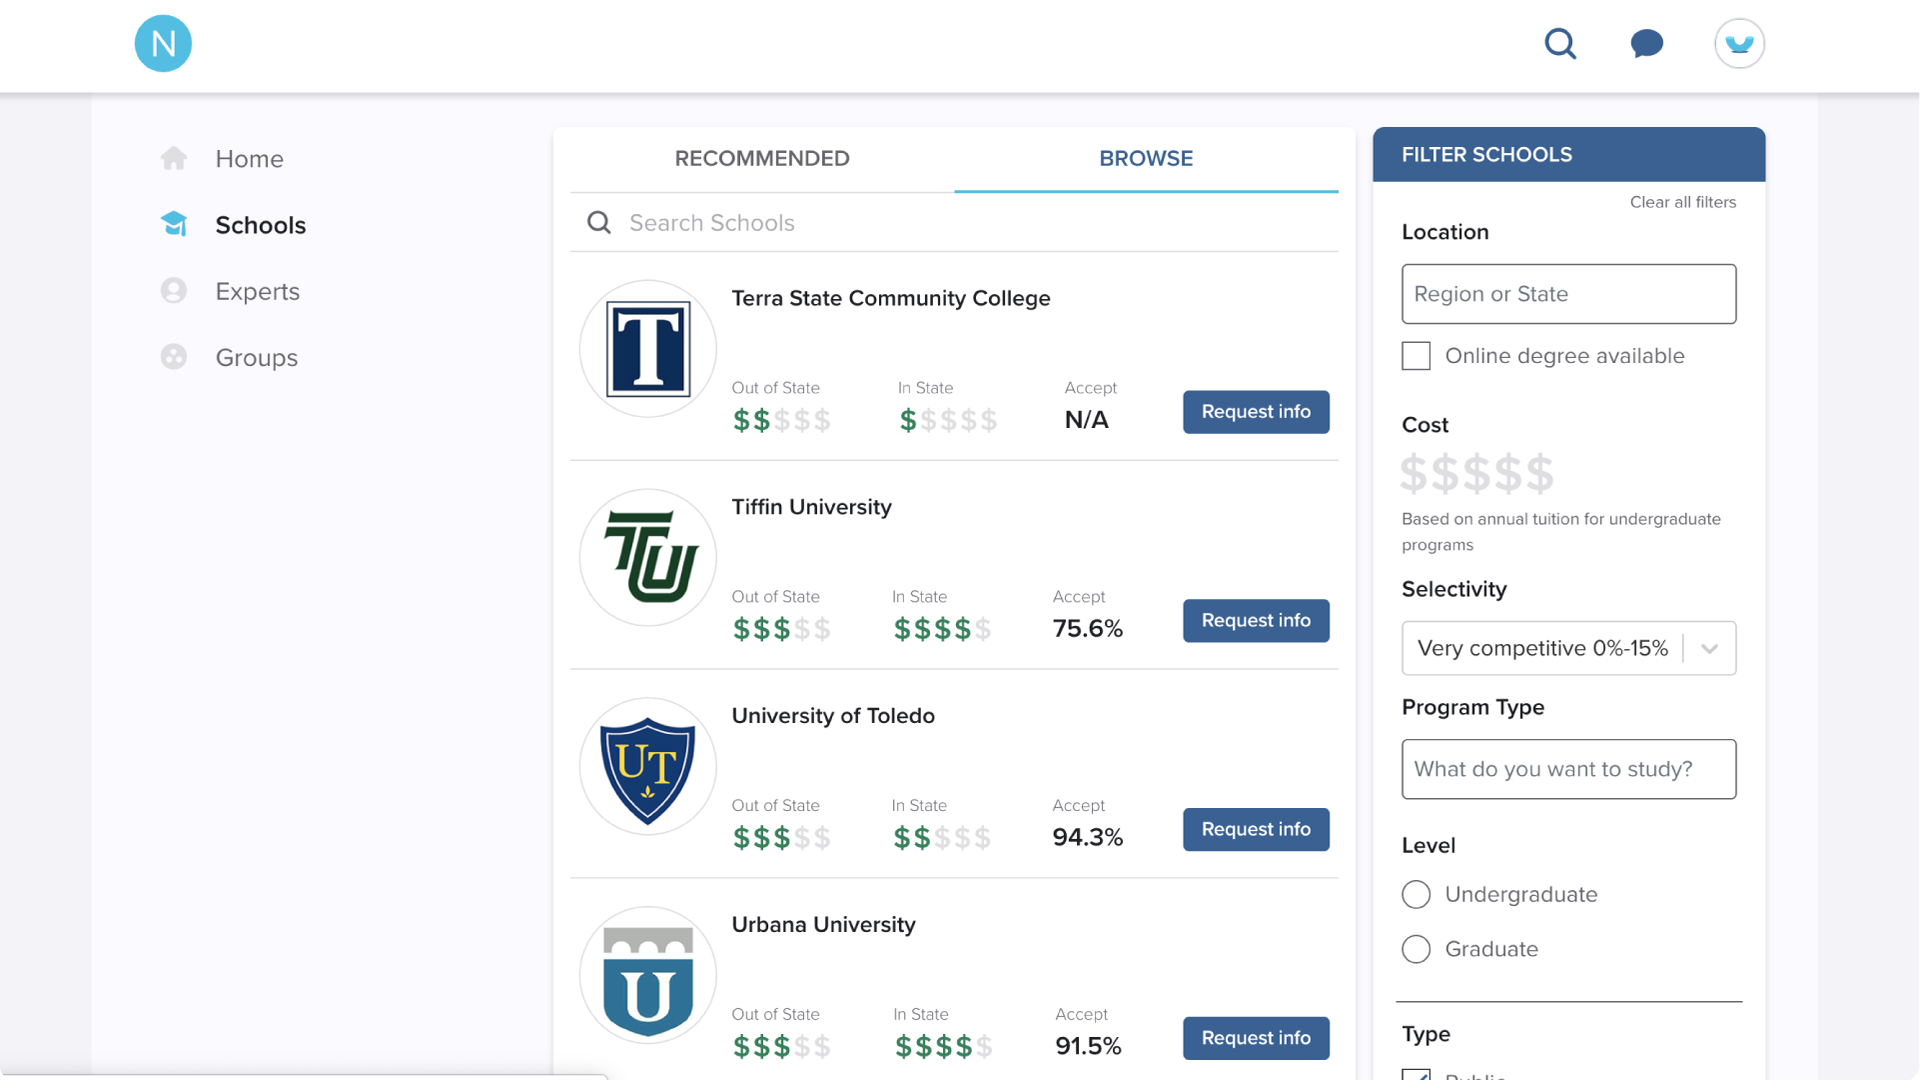 N
Home
Schools
Experts
Groups
RECOMMENDED
BROWSE
Search Schools
T
Terra State Community College
Out of State
In State
Accept
$$$$$
$$$$$
N/A
Request info
TU
Tiffin University
Out of State
In State
Accept
$$$$$
$$$$$
75.6%
Request info
UT
University of Toledo
Out of State
In State
Accept
$$$$$
$$$$$
94.3%
Request info
U
Urbana University
Out of State
In State
Accept
$$$$$
$$$$$
91.5%
Request info
FILTER SCHOOLS
Clear all filters
Location
Region or State
Online degree available
Cost
$$$$$
Based on annual tuition for undergraduate
programs
Selectivity
Very competitive 0%-15%
Program Type
What do you want to study?
Level
Undergraduate
Graduate
Type
Public